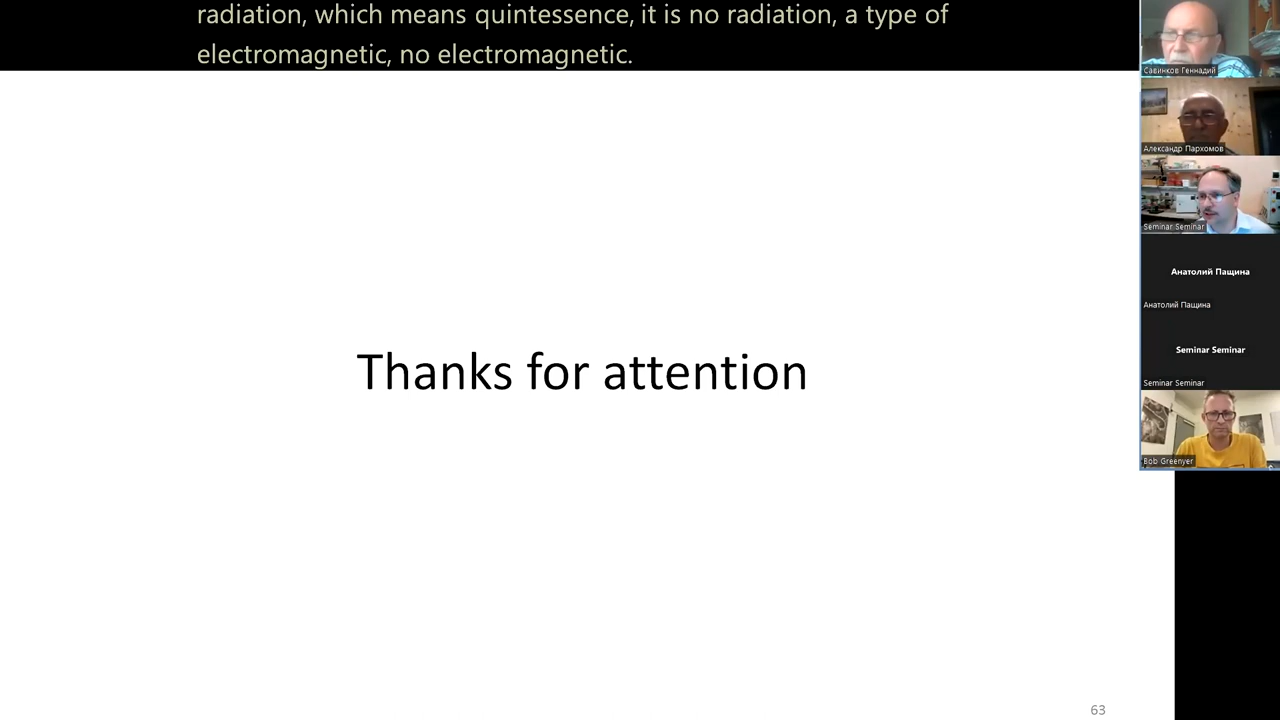 radiation, which means quintessence, it is no radiation, a type of
electromagnetic, no electromagnetic.
Савинков Геннадий
Александр Пархомов
Seminar Seminar
Анатолий Пащина
Анатолий Пащина
Seminar Seminar
Seminar Seminar
Bob Greenyer
Thanks for attention
63